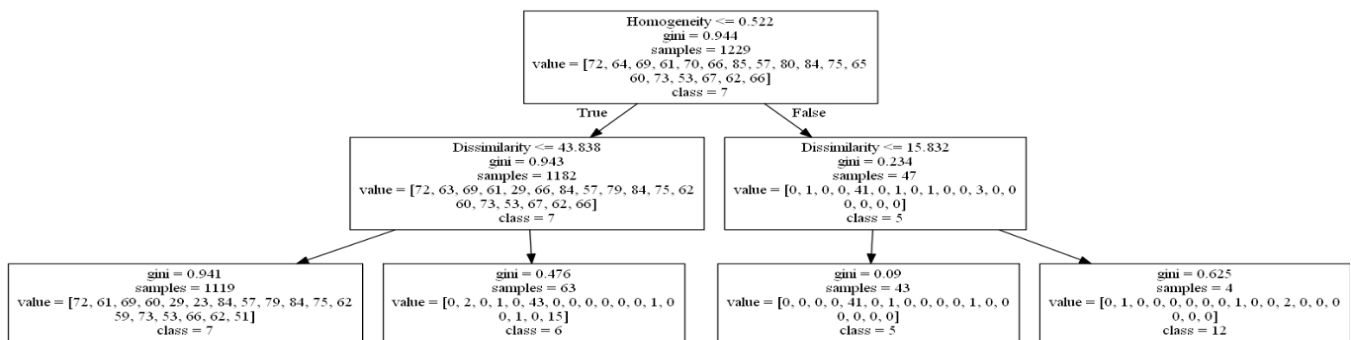 Homogeneity <= 0.522
gini = 0.944
samples = 1229
value = [72, 64, 69, 61, 70, 66, 85, 57, 80, 84, 75, 65
60, 73, 53, 67, 62, 66]
class = 7
True
False
Dissimilarity <= 43.838
gini = 0.943
samples = 1182
value = [72, 63, 69, 61, 29, 66, 84, 57, 79, 84, 75, 62
60, 73, 53, 67, 62, 66]
class = 7
Dissimilarity <= 15.832
gini = 0.234
samples = 47
value = [0, 1, 0, 0, 41, 0, 1, 0, 1, 0, 0, 3, 0, 0
0, 0, 0, 0]
class = 5
gini = 0.941
samples = 1119
value = [72, 61, 69, 60, 29, 23, 84, 57, 79, 84, 75, 62
59, 73, 53, 66, 62, 51]
class = 7
gini = 0.476
samples = 63
value = [0, 2, 0, 1, 0, 43, 0, 0, 0, 0, 0, 0, 1, 0
0, 1, 0, 15]
class = 6
gini = 0.09
samples = 43
value = [0, 0, 0, 0, 41, 0, 1, 0, 0, 0, 0, 1, 0, 0
0, 0, 0, 0]
class = 5
gini = 0.625
samples = 4
value = [0, 1, 0, 0, 0, 0, 0, 0, 1, 0, 0, 2, 0, 0, 0
0, 0, 0]
class = 12